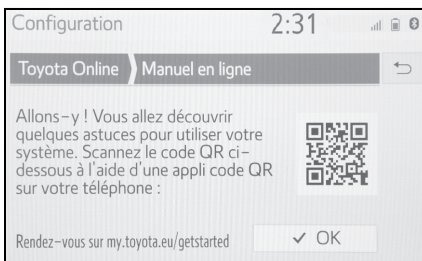 Configuration 2:31
Toyota Online Manuel en ligne
Allons-y ! Vous allez découvrir
quelques astuces pour utiliser votre
système. Scannez le code QR ci-
dessous à l'aide d'une appli code QR
sur votre téléphone :
Rendez-vous sur my.toyota.eu/getstarted
✓ OK